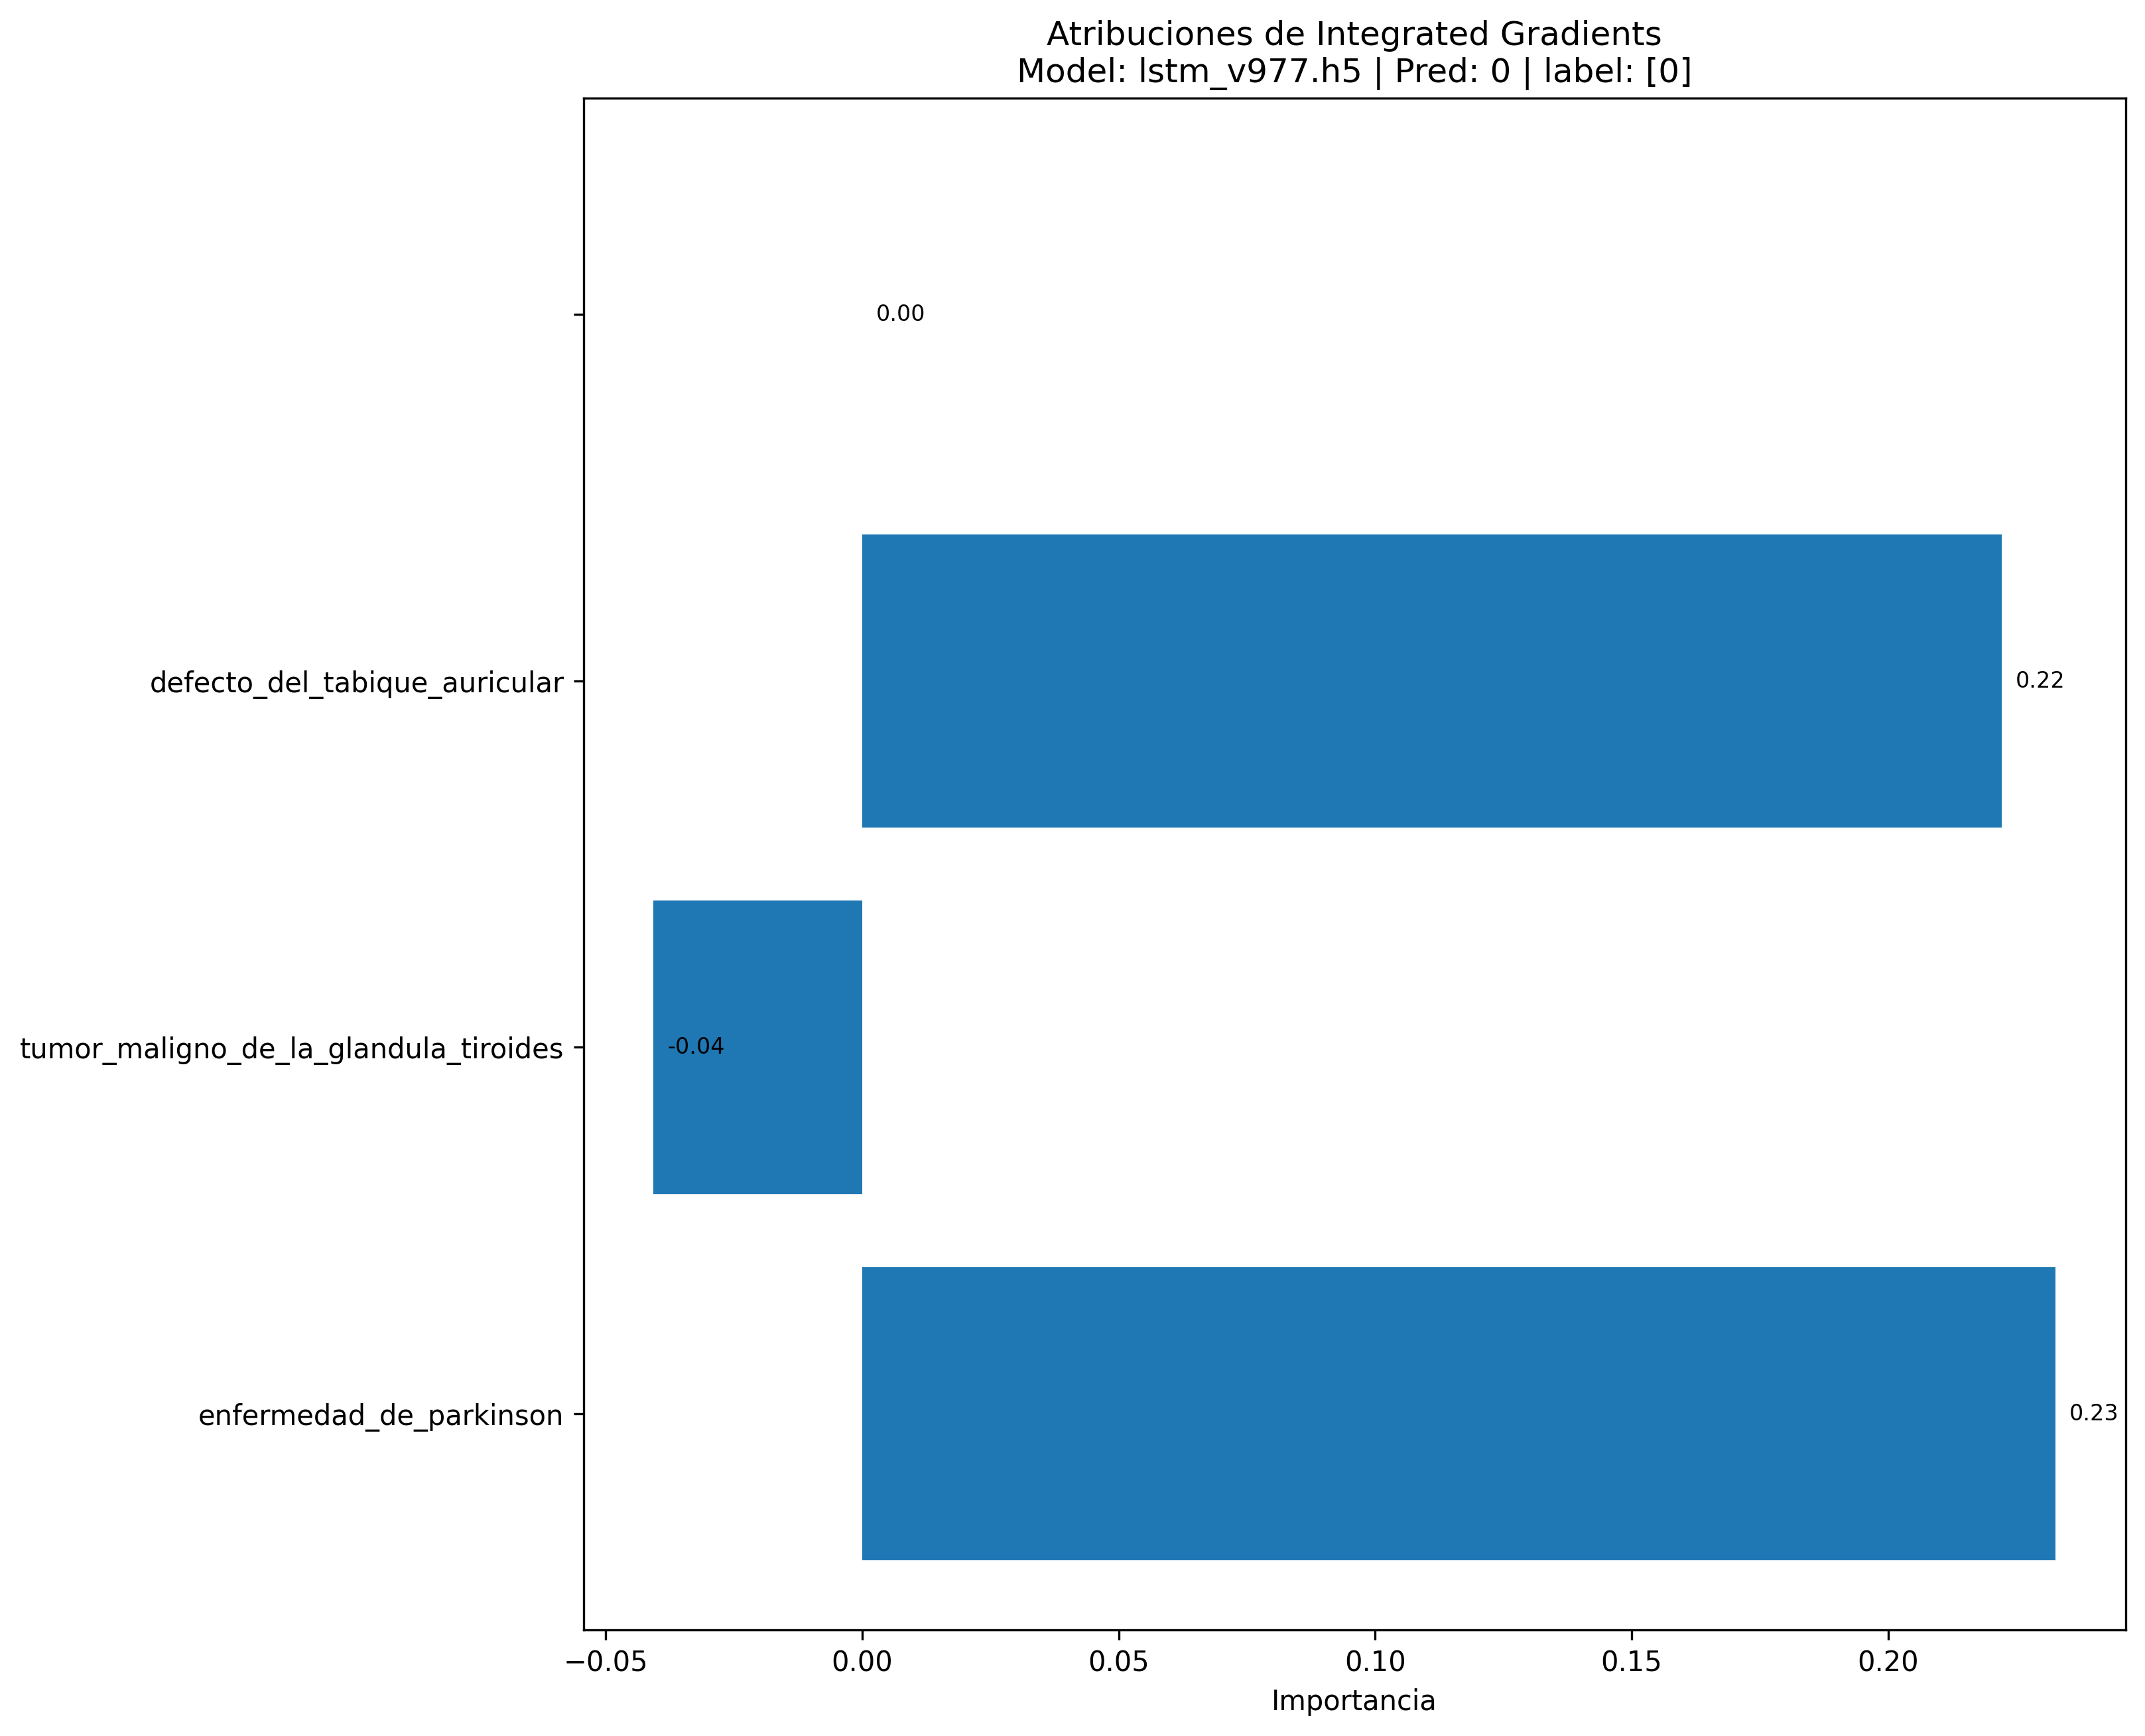 Atribuciones de Integrated Gradients
Model: lstm_v977.h5 | Pred: 0 | label: [0]
0.00
defecto_del_tabique_auricular
0.22
tumor_maligno_de_la_glandula_tiroides
-0.04
enfermedad_de_parkinson
0.23
−0.05 0.00 0.05 0.10 0.15 0.20
Importancia